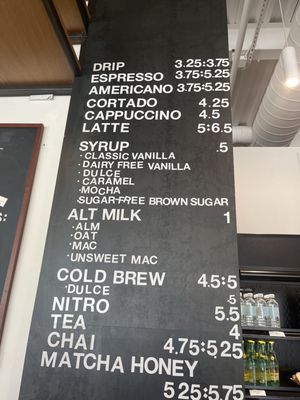 DRIP 3.25:3.75
ESPRESSO 3.75:5.25
AMERICANO 3.75:5.25
CORTADO 4.25
CAPPUCCINO 4.5
LATTE 5:6.5
SYRUP .5
· CLASSIC VANILLA
· DAIRY FREE VANILLA
· DULCE
· CARAMEL
· MOCHA
· SUGAR-FREE BROWN SUGAR
ALT MILK 1
· ALM
· OAT
· MAC
· UNSWEET MAC
COLD BREW 4.5:5
· DULCE .5
NITRO 5.5
TEA 4
CHAI 4.75:5.25
MATCHA HONEY
5.25:5.75